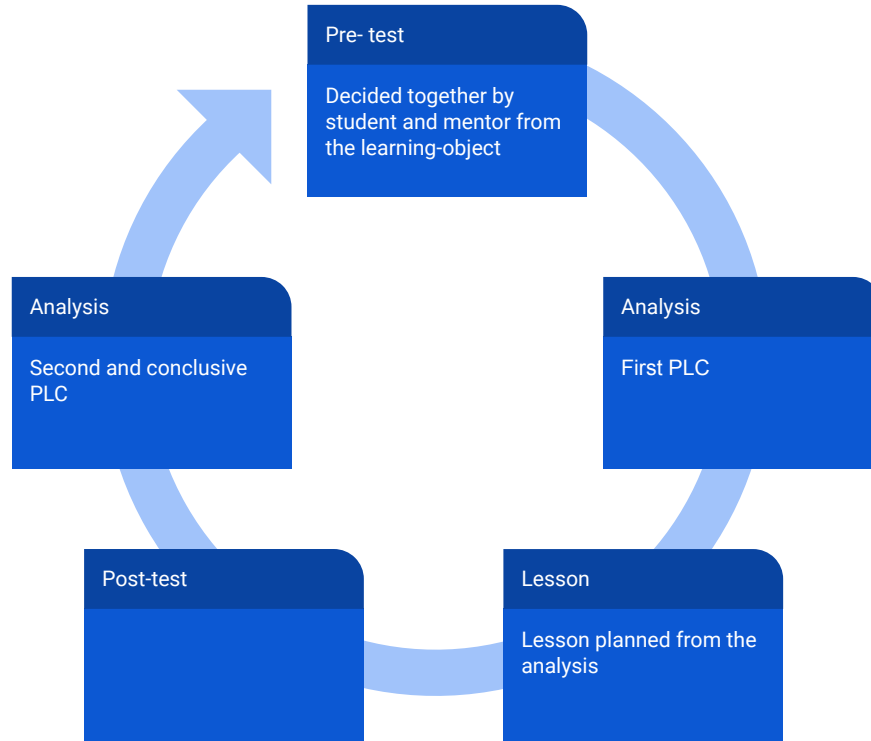 Pre- test
Decided together by
student and mentor from
the learning-object
Analysis
First PLC
Lesson
Lesson planned from the
analysis
Post-test
Analysis
Second and conclusive
PLC